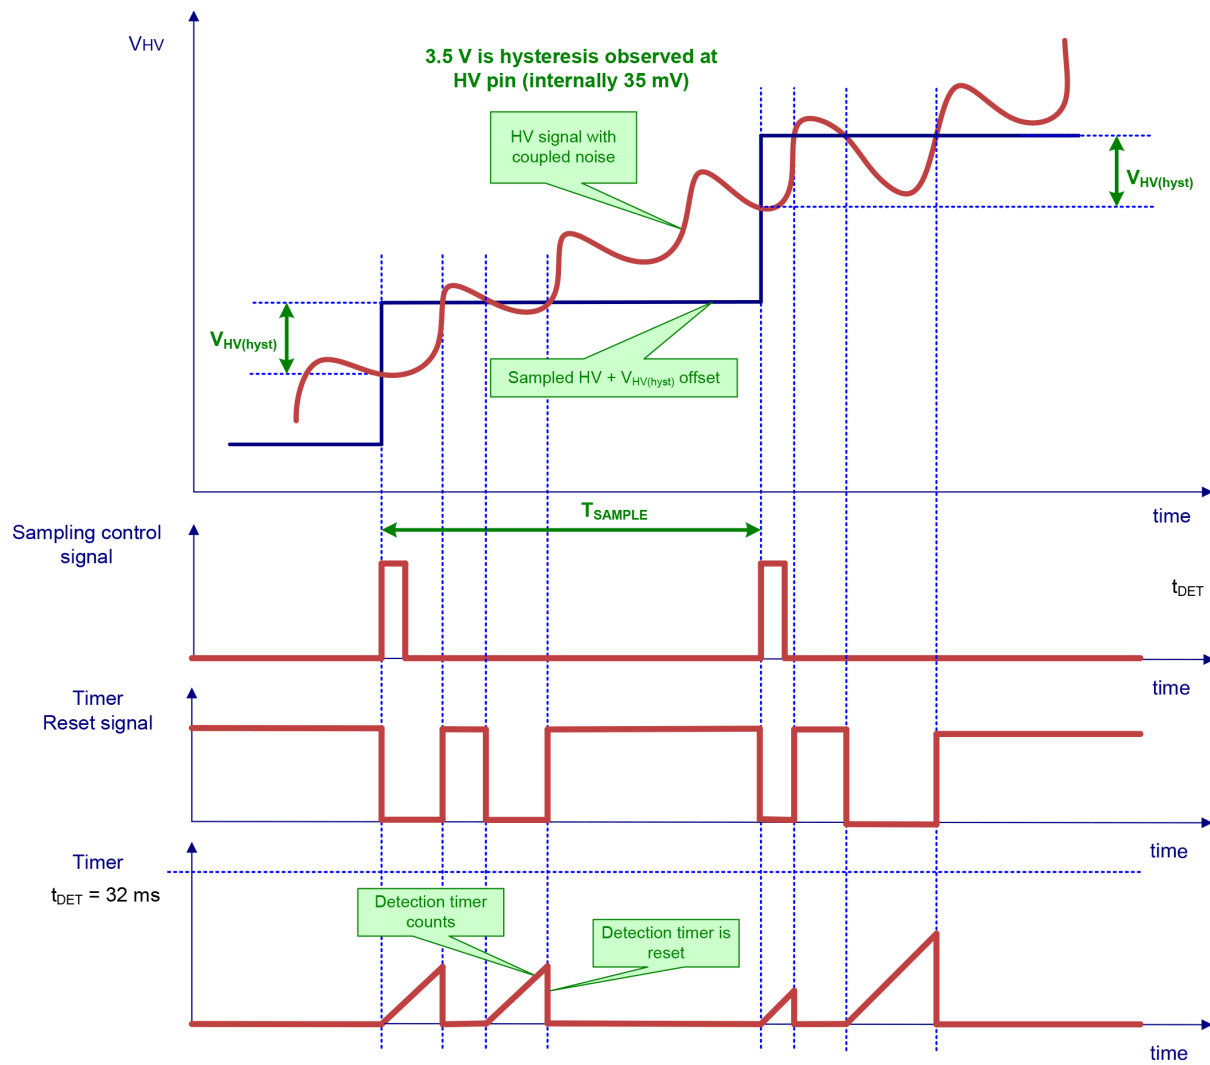 VHV
3.5 V is hysteresis observed at
HV pin (internally 35 mV)
HV signal with
coupled noise
VHV(hyst)
VHV(hyst)
Sampled HV + VHV(hyst) offset
time
TSAMPLE
Sampling control
signal
tDET
time
Timer
Reset signal
time
Timer
tDET = 32 ms
Detection timer
counts
Detection timer is
reset
time